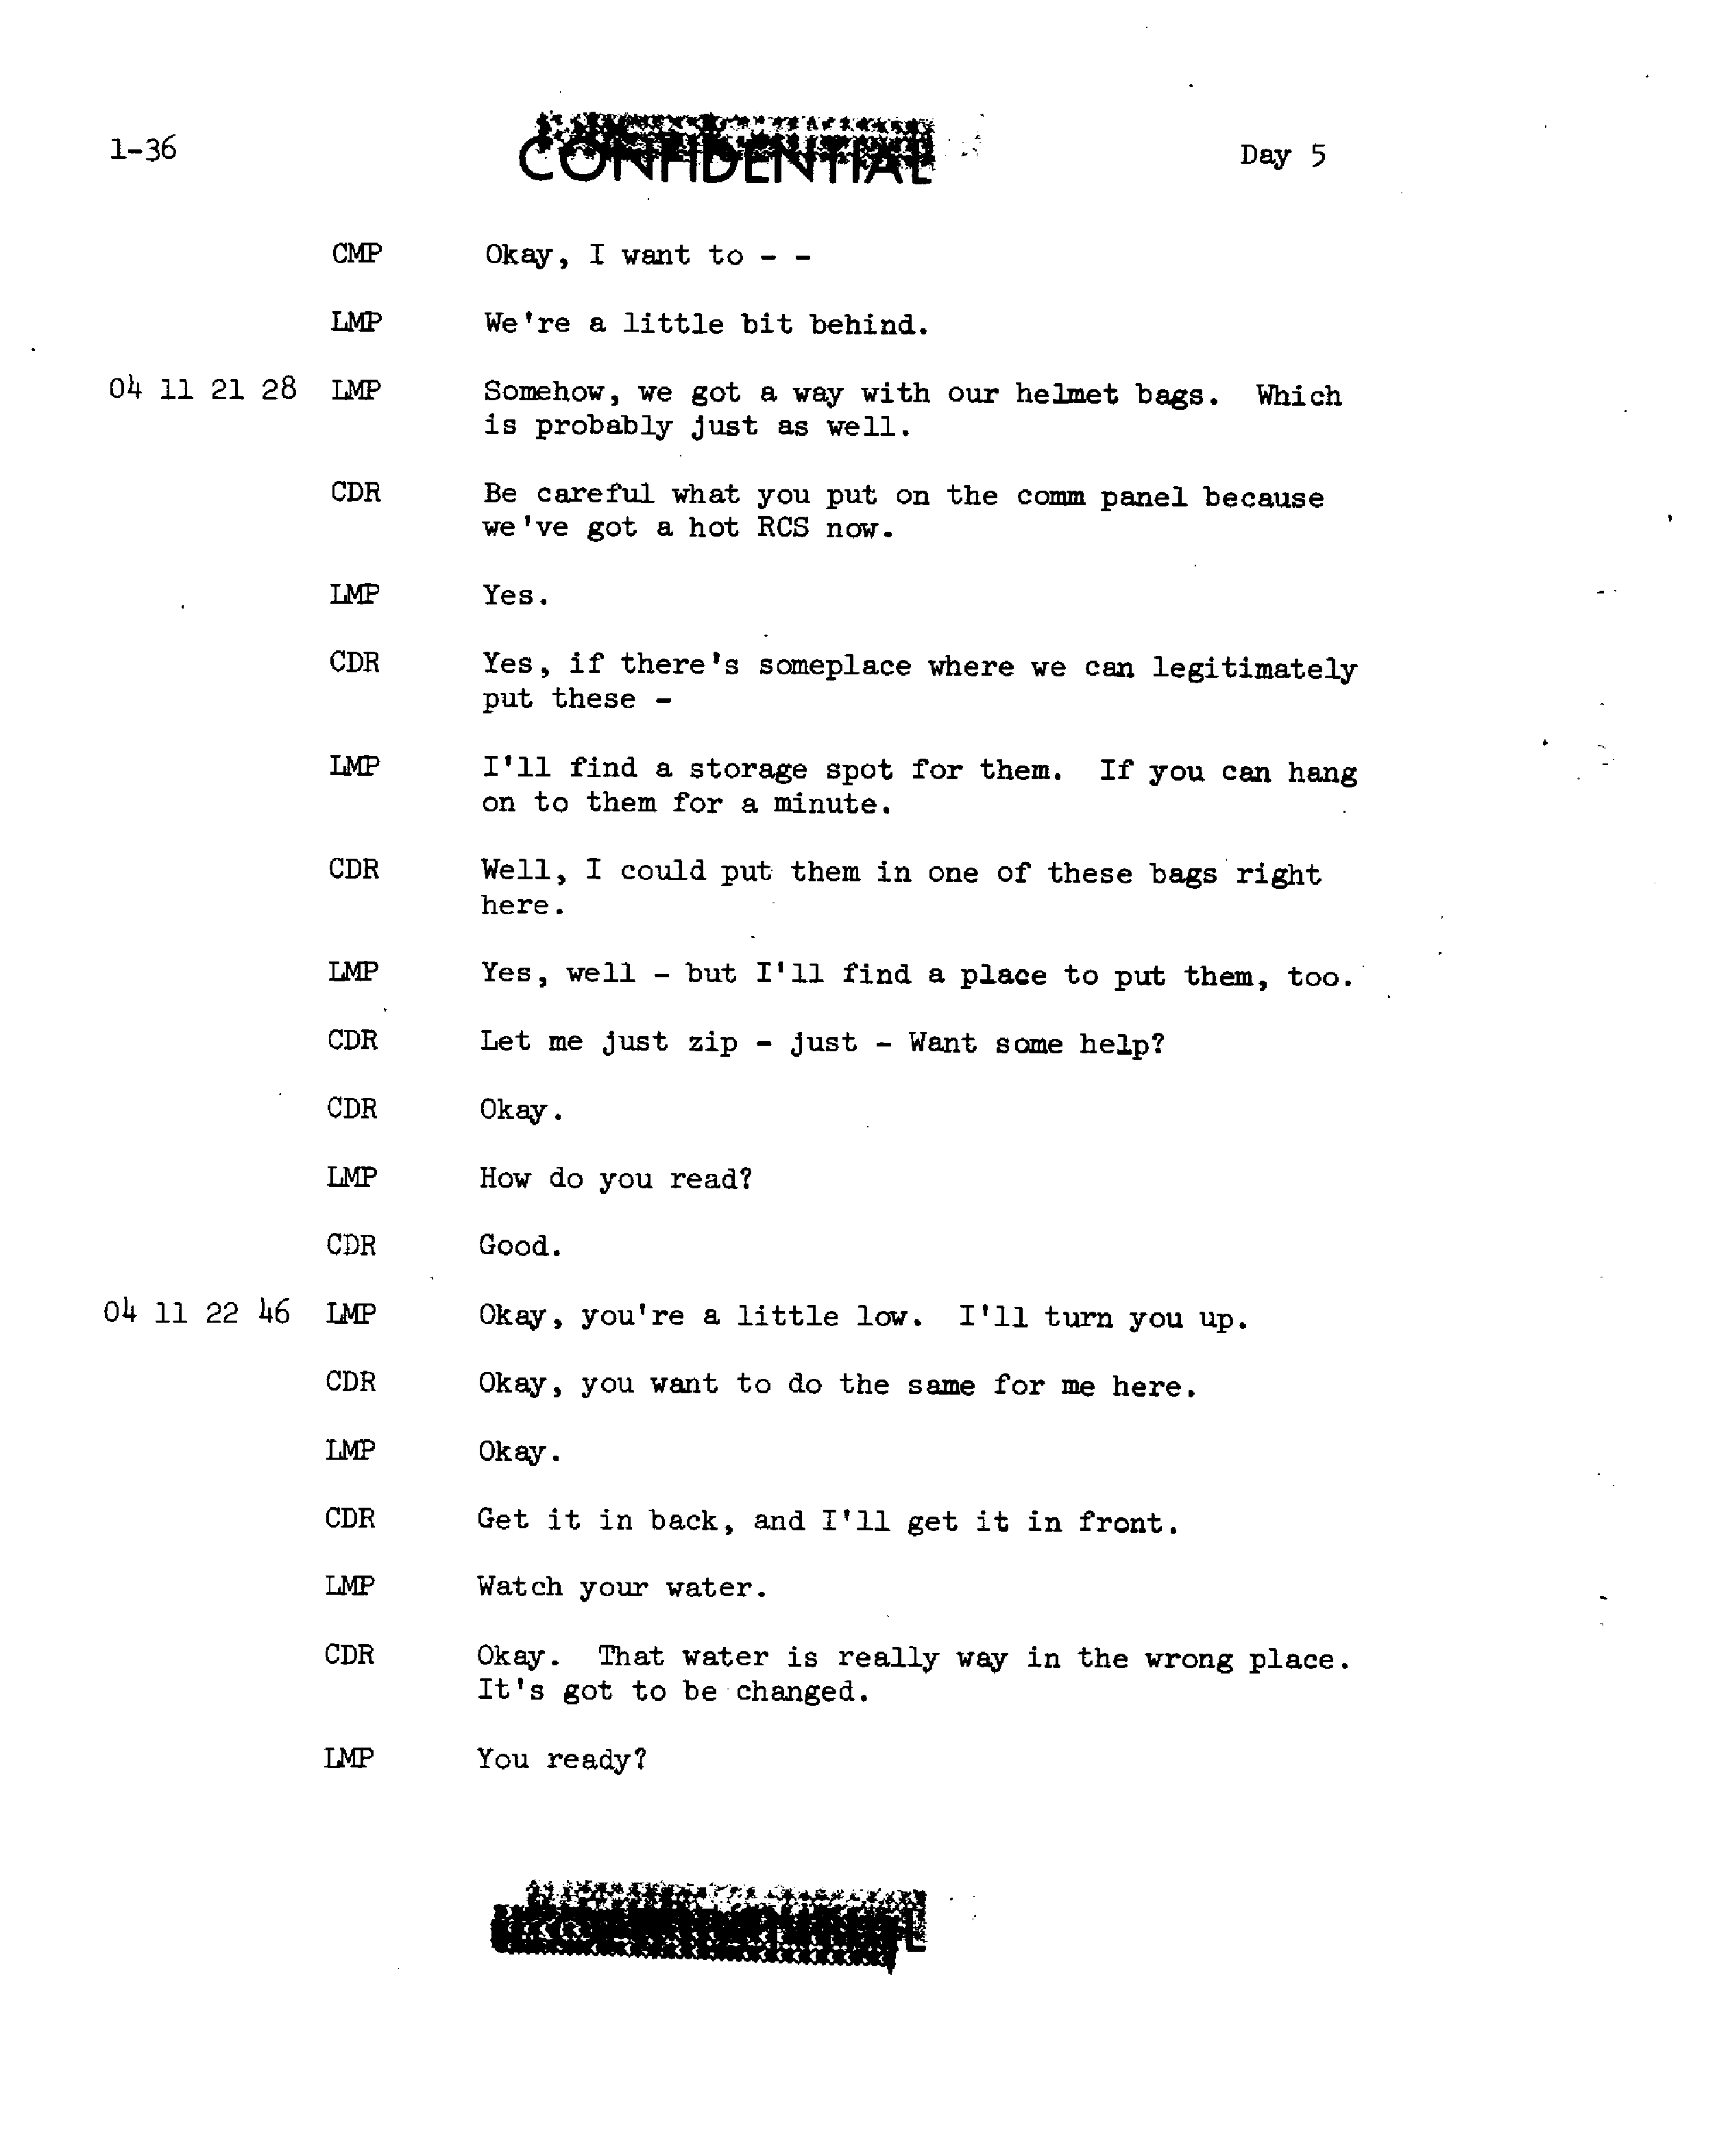 1-36 CONFIDENTIAL Day 5
CMP Okay, I want to - -
LMP We're a little bit behind.
04 11 21 28 LMP Somehow, we got a way with our helmet bags. Which
is probably just as well.
CDR Be careful what you put on the comm panel because
we've got a hot RCS now.
LMP Yes.
CDR Yes, if there's someplace where we can legitimately
put these -
LMP I'll find a storage spot for them. If you can hang
on to them for a minute.
CDR Well, I could put them in one of these bags right
here.
LMP Yes, well - but I'll find a place to put them, too.
CDR Let me just zip - just - Want some help?
CDR Okay.
LMP How do you read?
CDR Good.
04 11 22 46 LMP Okay, you're a little low. I'll turn you up.
CDR Okay, you want to do the same for me here.
LMP Okay.
CDR Get it in back, and I'll get it in front.
LMP Watch your water.
CDR Okay. That water is really way in the wrong place.
It's got to be changed.
LMP You ready?